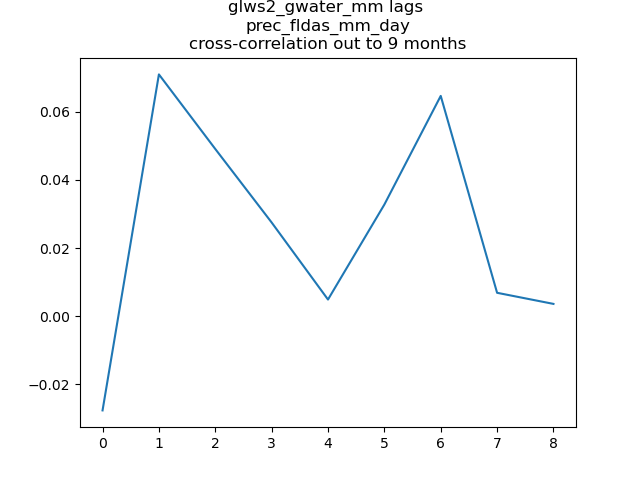 glws2_gwater_mm lags
prec_fldas_mm_day
cross-correlation out to 9 months
0.06
0.04
0.02
0.00
−0.02
0 1 2 3 4 5 6 7 8